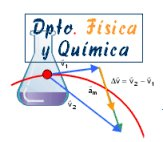 Dpto. Física
y Química
v₁
Δv = v₂ − v₁
aₘ
v₂